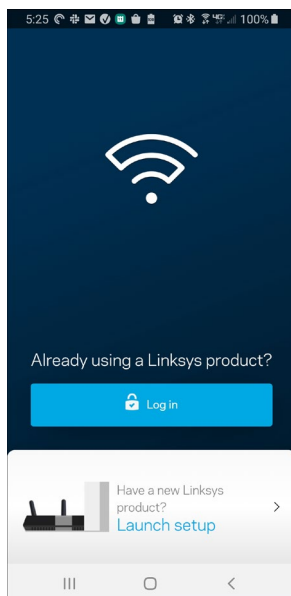 5:25 100%
Already using a Linksys product?
Log in
Have a new Linksys
product?
Launch setup